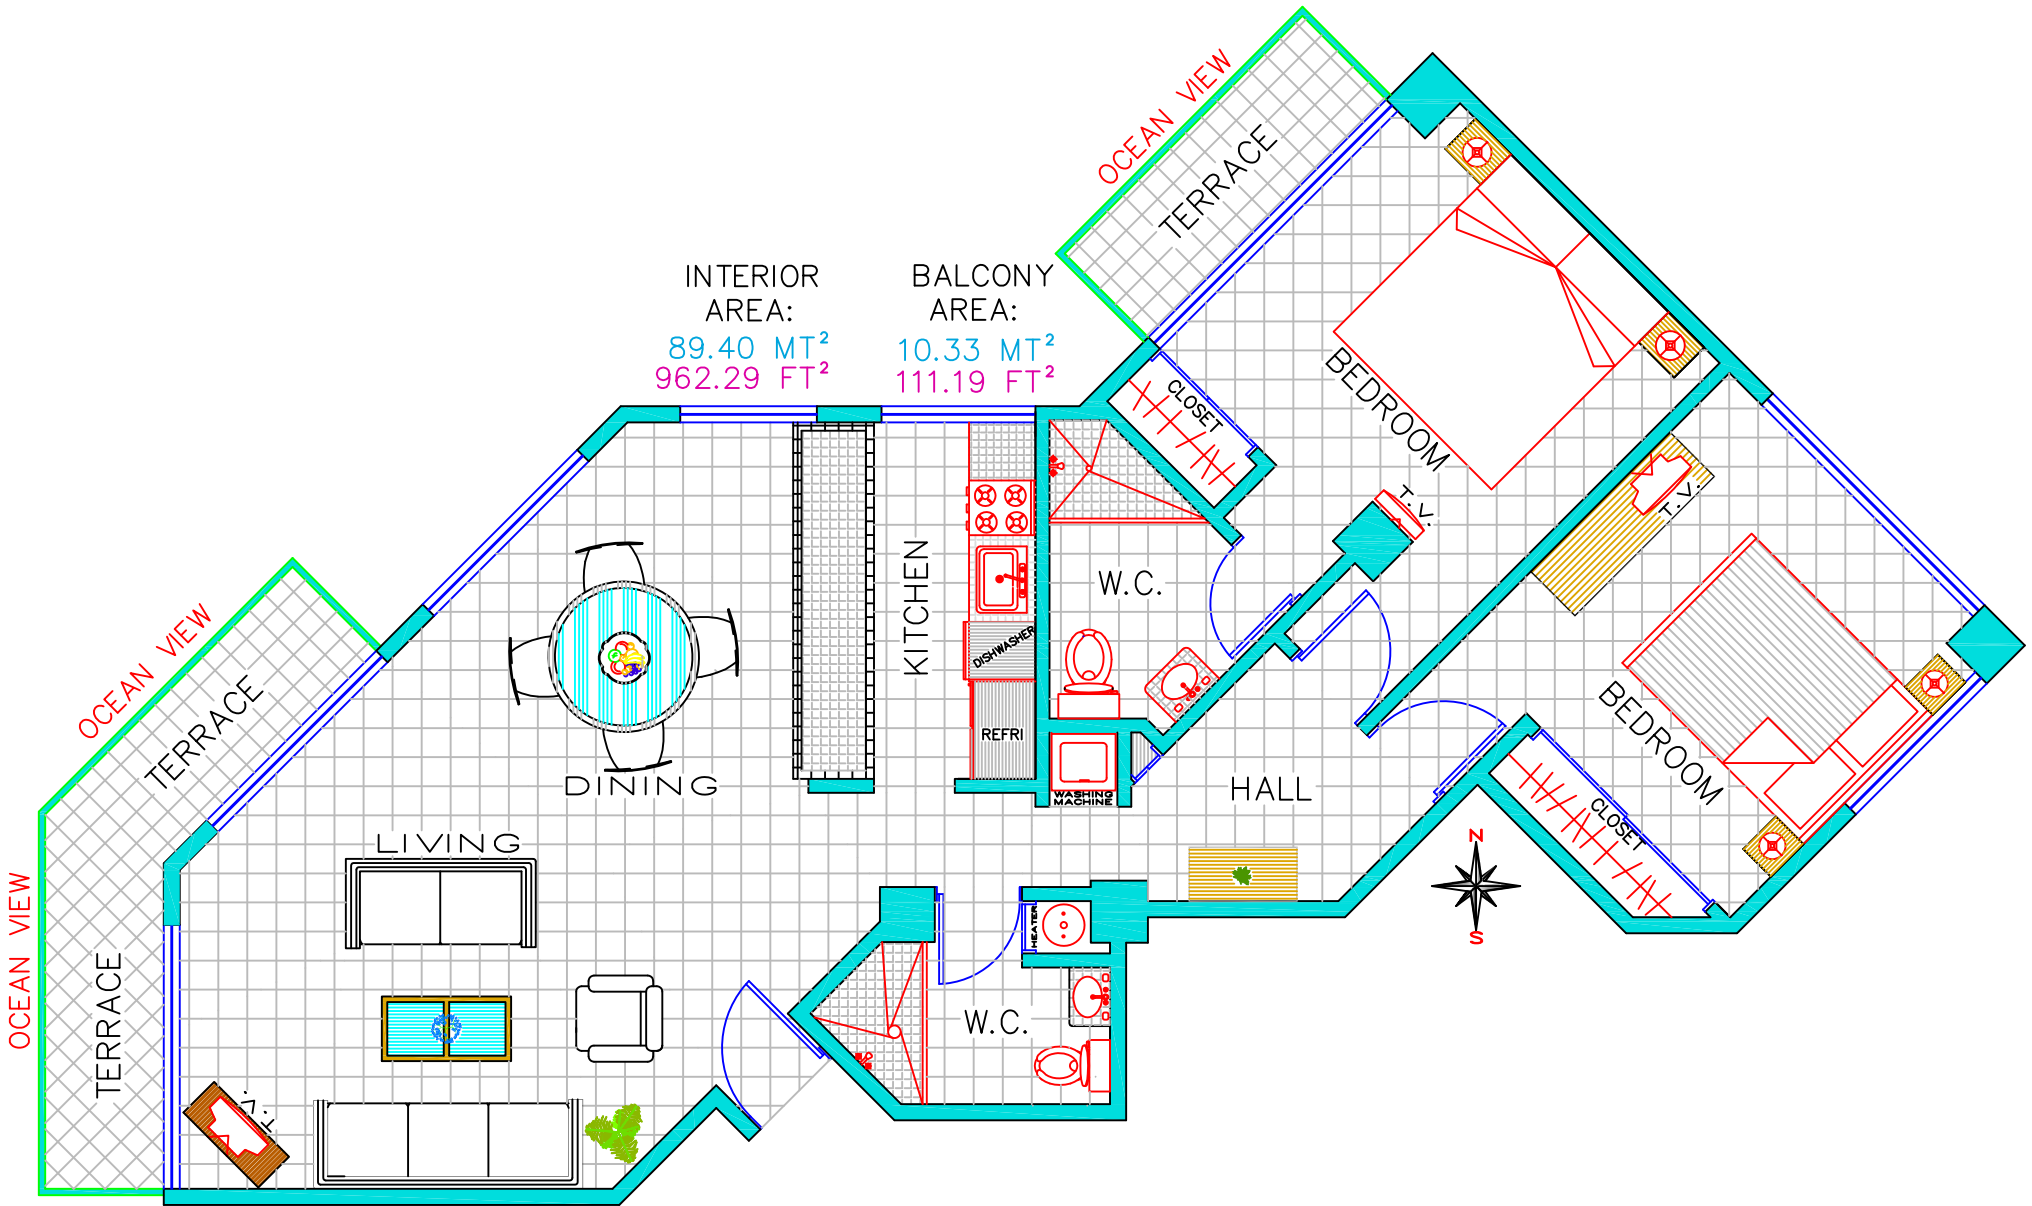 OCEAN VIEW
TERRACE
INTERIOR
AREA:
89.40 MT²
962.29 FT²
BALCONY
AREA:
10.33 MT²
111.19 FT²
BEDROOM
CLOSET
T.V.
T.V.
OCEAN VIEW
TERRACE
KITCHEN
W.C.
DISHWASHER
REFRI
DINING
WASHING
MACHINE
HALL
BEDROOM
CLOSET
LIVING
N
S
OCEAN VIEW
TERRACE
HEATER
W.C.
T.V.